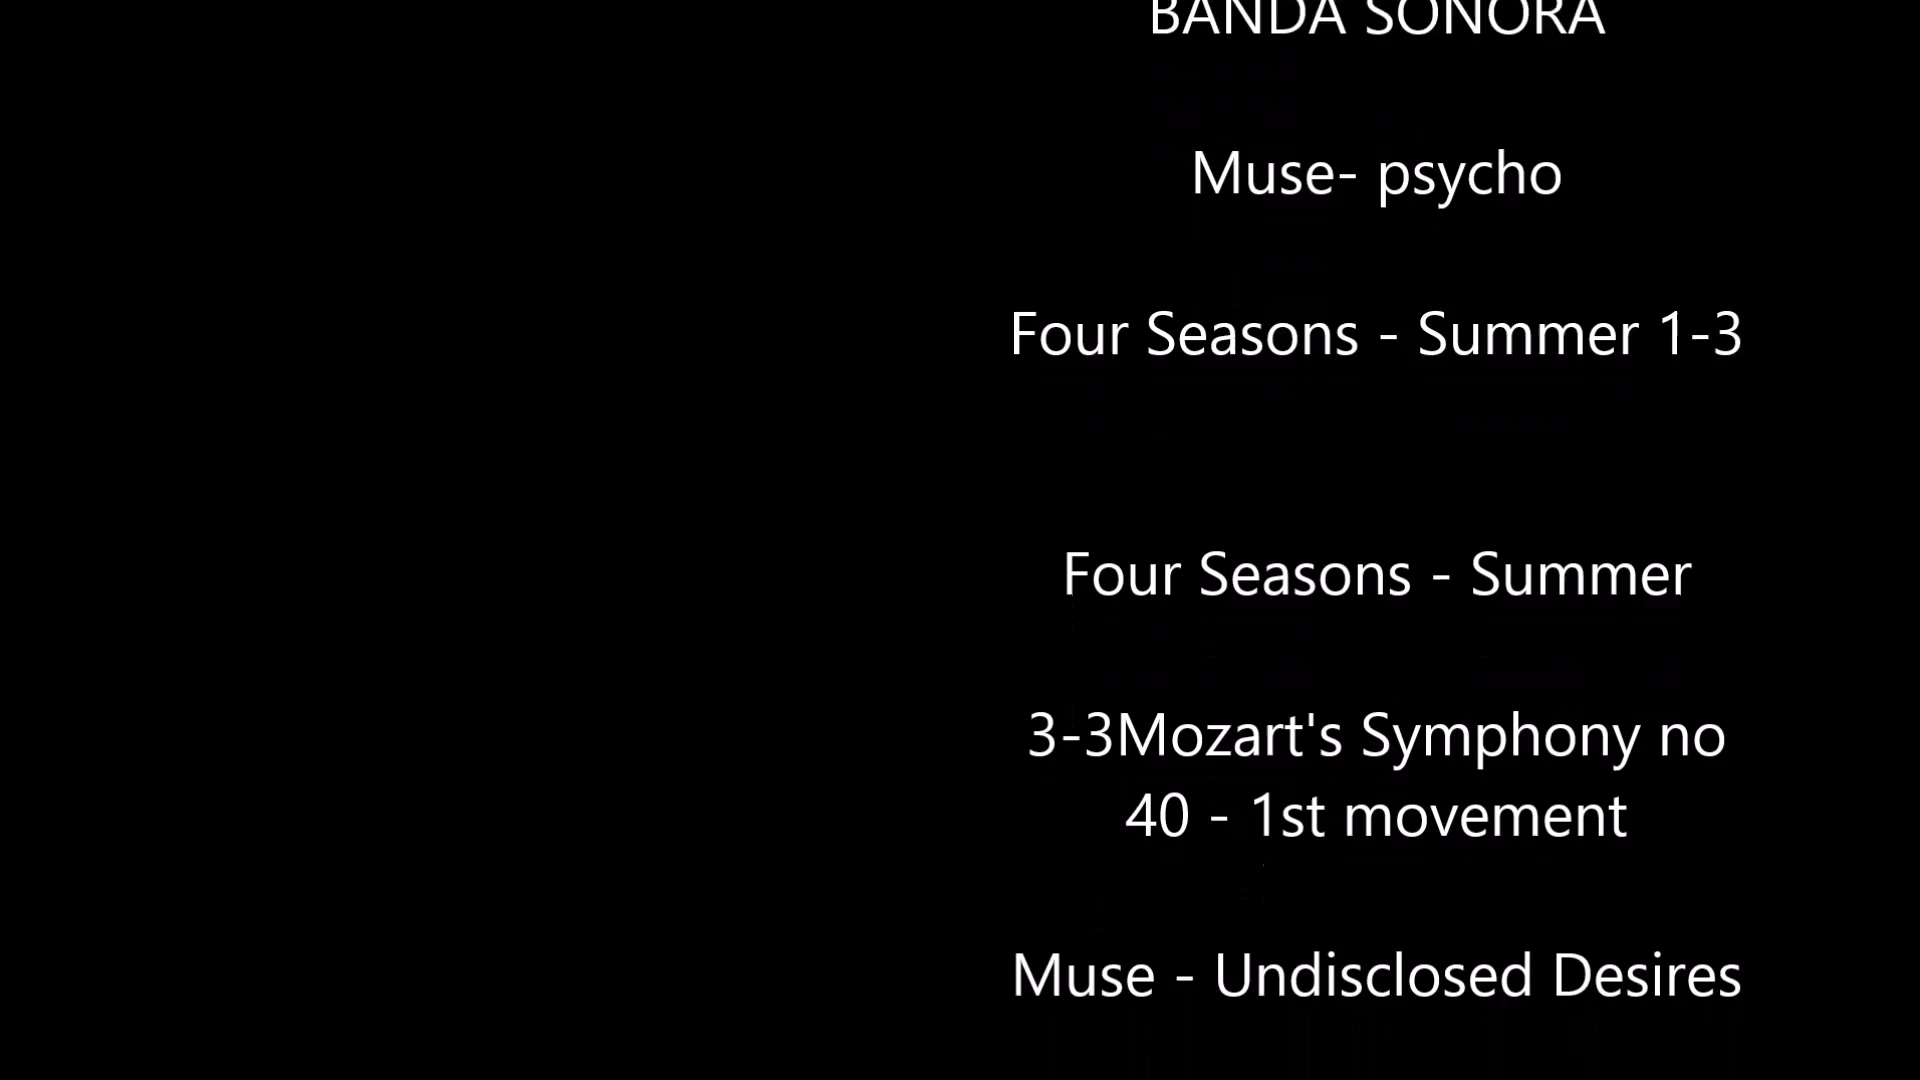 BANDA SONORA
Muse- psycho
Four Seasons - Summer 1-3
Four Seasons - Summer
3-3Mozart's Symphony no
40 - 1st movement
Muse - Undisclosed Desires